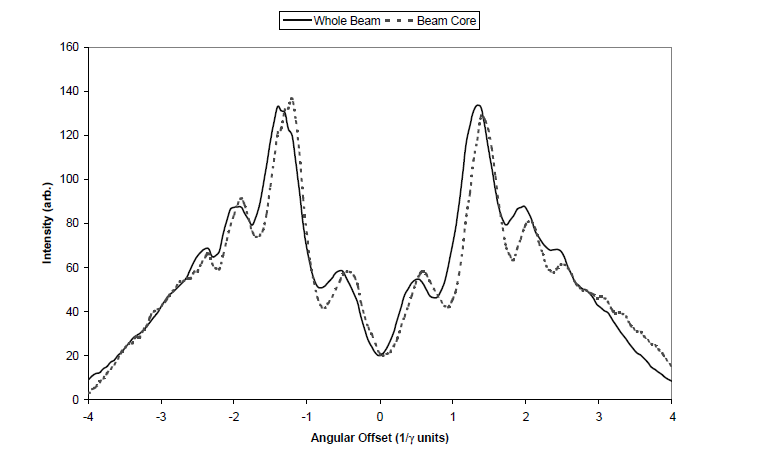 Whole Beam Beam Core
160
140
120
100
80
60
40
20
0
Intensity (arb.)
-4 -3 -2 -1 0 1 2 3 4
Angular Offset (1/γ units)